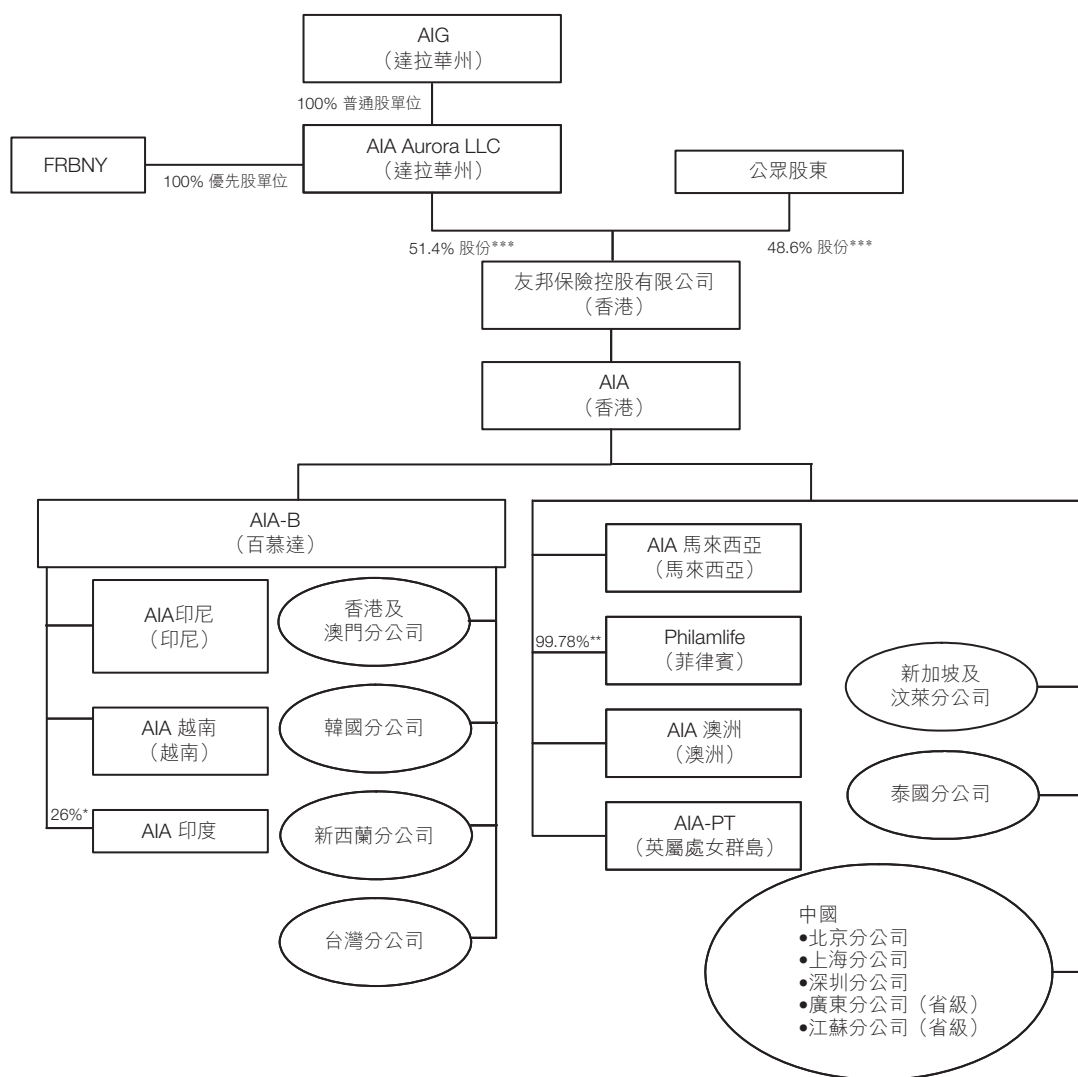 AIG
（達拉華州）
100% 普通股單位
FRBNY
100% 優先股單位
AIA Aurora LLC
（達拉華州）
公眾股東
51.4% 股份***
48.6% 股份***
友邦保險控股有限公司
（香港）
AIA
（香港）
AIA-B
（百慕達）
AIA印尼
（印尼）
AIA 越南
（越南）
26%*
AIA 印度
香港及
澳門分公司
韓國分公司
新西蘭分公司
台灣分公司
AIA 馬來西亞
（馬來西亞）
99.78%**
Philamlife
（菲律賓）
AIA 澳洲
（澳洲）
AIA-PT
（英屬處女群島）
新加坡及
汶萊分公司
泰國分公司
中國
•北京分公司
•上海分公司
•深圳分公司
•廣東分公司（省級）
•江蘇分公司（省級）